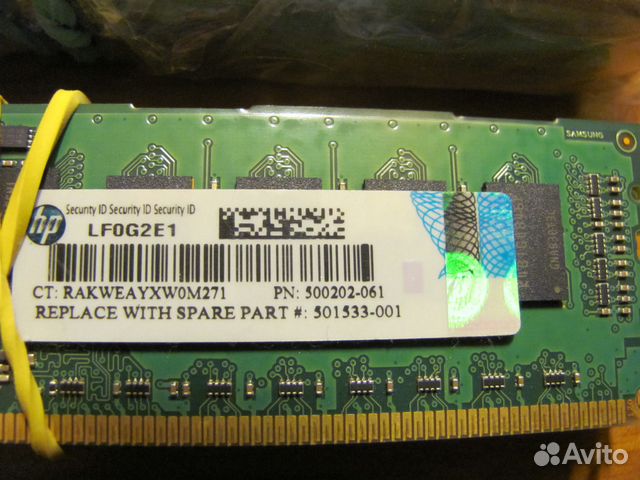 SAMSUNG
hp
Security ID Security ID Security ID
LF0G2E1
CT: RAKWEAYXW0M271 PN: 500202-061
REPLACE WITH SPARE PART #: 501533-001
Avito